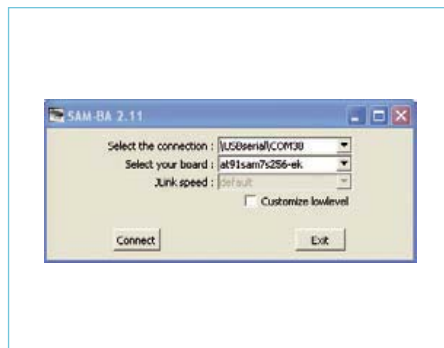 SAM-BA 2.11
Select the connection : \USBserial\COM38
Select your board : at91sam7s256-ek
JLink speed : default
Customize lowlevel
Connect Exit